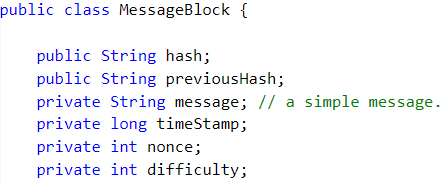 public class MessageBlock {
public String hash;
public String previousHash;
private String message; // a simple message.
private long timeStamp;
private int nonce;
private int difficulty;